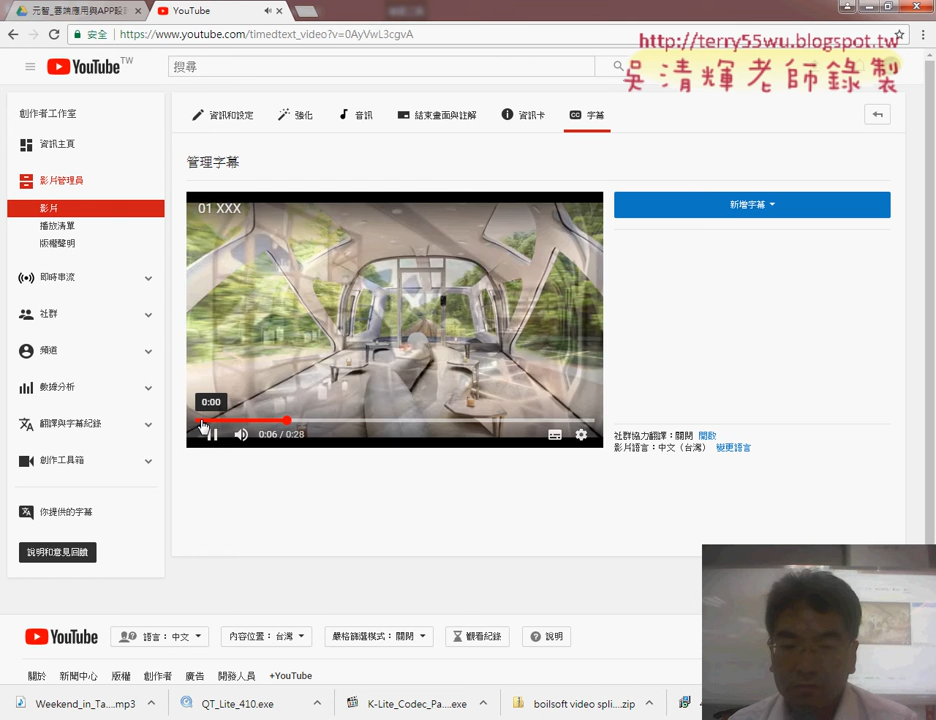 元智_雲端應用與APP設
YouTube
安全
https://www.youtube.com/timedtext_video?v=0AyVwL3cgvA
http://terry55wu.blogspot.tw
吳清輝老師錄製
YouTube TW
搜尋
創作者工作室
資訊主頁
影片管理員
影片
播放清單
版權聲明
即時串流
社群
頻道
數據分析
翻譯與字幕紀錄
創作工具箱
你提供的字幕
說明和意見回饋
資訊和設定
強化
音訊
結束畫面與註解
資訊卡
字幕
管理字幕
01 XXX
0:00
0:06 / 0:28
新增字幕
社群協力翻譯：關閉 開啟
影片語言：中文（台灣） 變更語言
YouTube
語言：中文
內容位置：台灣
嚴格篩選模式：關閉
觀看紀錄
說明
關於 新聞中心 版權 創作者 廣告 開發人員 +YouTube
Weekend_in_Ta....mp3
QT_Lite_410.exe
K-Lite_Codec_Pa....exe
boilsoft video spli....zip